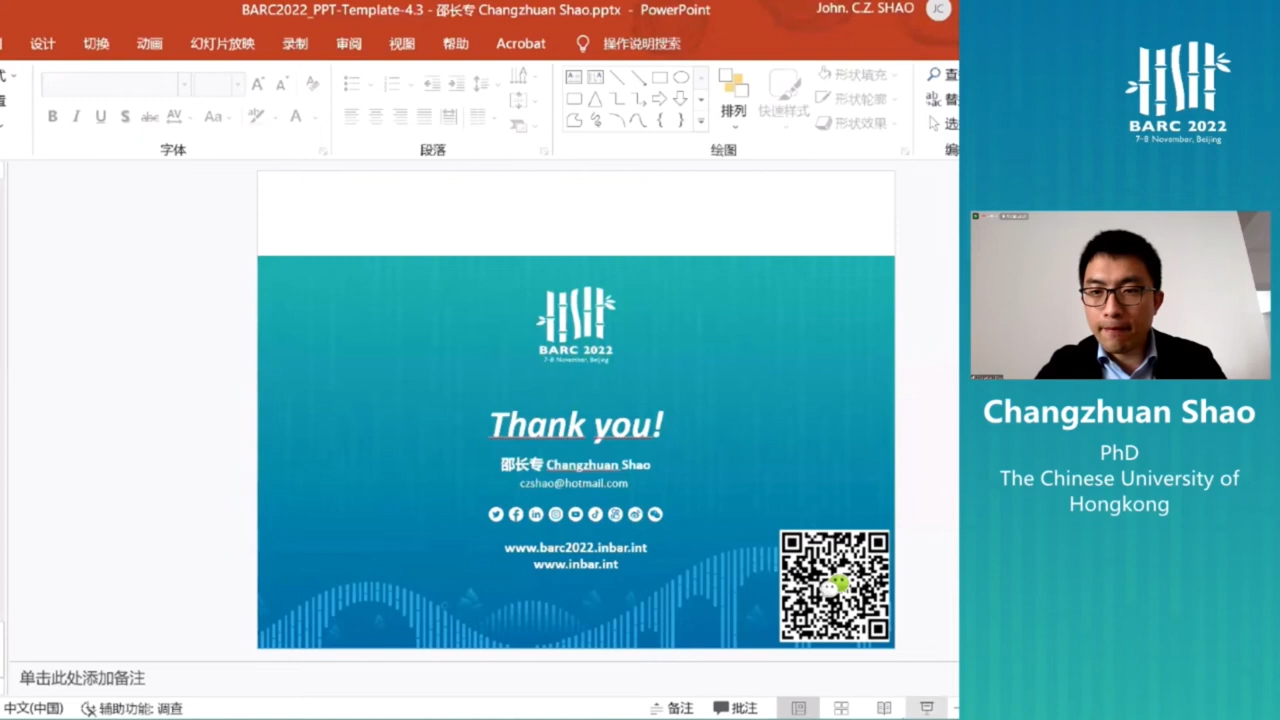 BARC2022_PPT-Template-4.3 - 邵长专 Changzhuan Shao.pptx - PowerPoint
John, C.Z. SHAO
JC
设计 切换 动画 幻灯片放映 录制 审阅 视图 帮助 Acrobat 操作说明搜索
B I U S abc AV Aa A
排列 快速样式
形状填充
形状轮廓
形状效果
字体 段落 绘图
BARC 2022
7-8 November, Beijing
Thank you!
邵长专 Changzhuan Shao
czshao@hotmail.com
www.barc2022.inbar.int
www.inbar.int
单击此处添加备注
中文(中国) 辅助功能: 调查 备注 批注
BARC 2022
7-8 November, Beijing
Changzhuan Shao
PhD
The Chinese University of
Hongkong